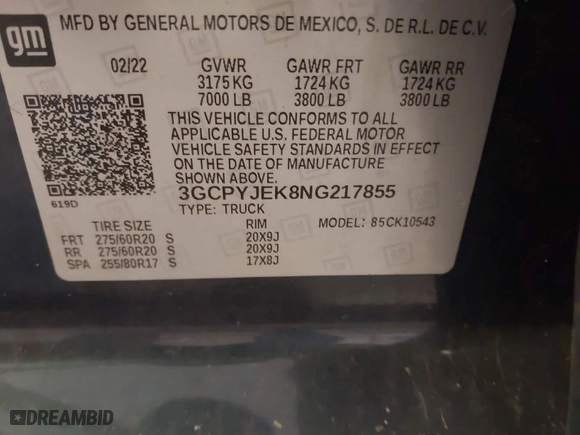 gm MFD BY GENERAL MOTORS DE MEXICO, S. DE R.L. DE C.V.
02/22 GVWR GAWR FRT GAWR RR
3175 KG 1724 KG 1724 KG
7000 LB 3800 LB 3800 LB
THIS VEHICLE CONFORMS TO ALL
APPLICABLE U.S. FEDERAL MOTOR
VEHICLE SAFETY STANDARDS IN EFFECT
ON THE DATE OF MANUFACTURE
SHOWN ABOVE.
619D
3GCPYJEK8NG217855
TYPE: TRUCK MODEL: 85CK10543
TIRE SIZE RIM
FRT 275/60R20 S 20X9J
RR 275/60R20 S 20X9J
SPA 255/80R17 S 17X8J
DREAMBID